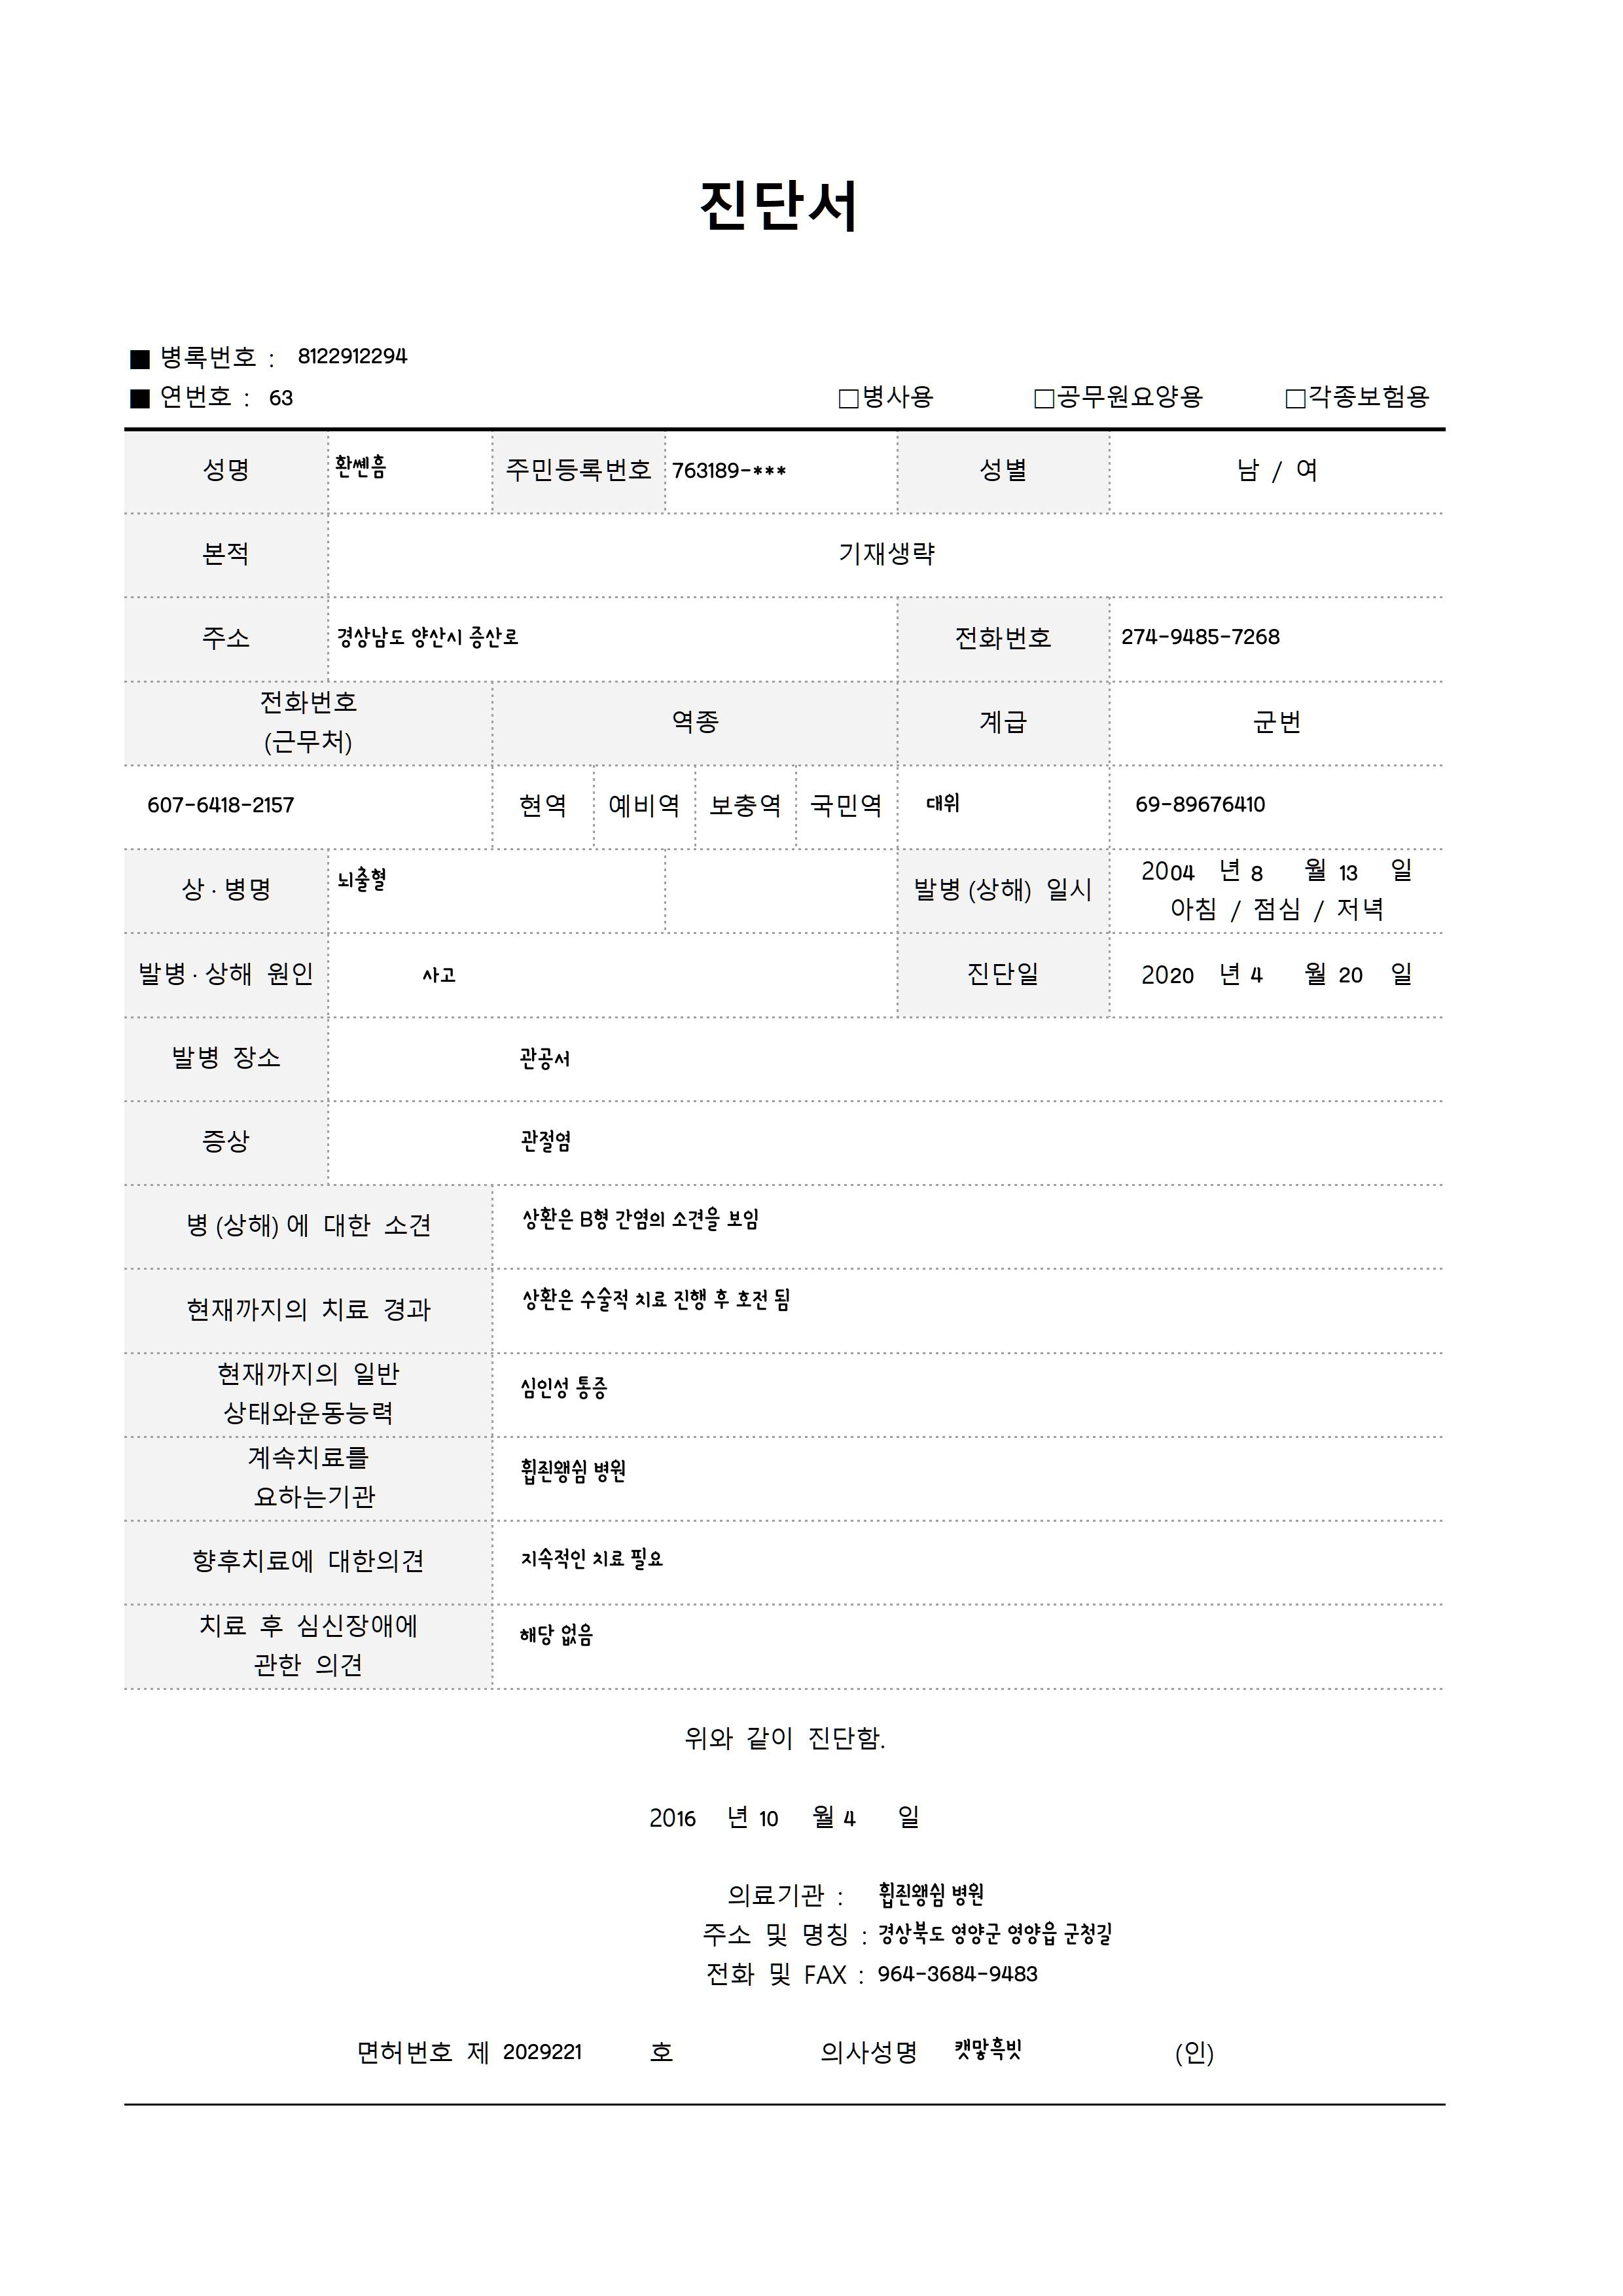 진단서
■ 병록번호 : 8122912294
■ 연번호 : 63 □병사용 □공무원요양용 □각종보험용
성명 환쎈흠 주민등록번호 763189-*** 성별 남 / 여
본적 기재생략
주소 경상남도 양산시 증산로 전화번호 274-9485-7268
전화번호
(근무처) 역종 계급 군번
607-6418-2157 현역 예비역 보충역 국민역 대위 69-89676410
상·병명 뇌출혈 발병(상해) 일시 2004 년 8 월 13 일
아침 / 점심 / 저녁
발병·상해 원인 사고 진단일 2020 년 4 월 20 일
발병 장소 관공서
증상 관절염
병(상해)에 대한 소견 상환은 B형 간염의 소견을 보임
현재까지의 치료 경과 상환은 수술적 치료 진행 후 호전 됨
현재까지의 일반
상태와운동능력 심인성 통증
계속치료를
요하는기관 병원
향후치료에 대한의견 지속적인 치료 필요
치료 후 심신장애에
관한 의견 해당 없음
위와 같이 진단함.
2016 년 10 월 4 일
의료기관 : 병원
주소 및 명칭 : 경상북도 영양군 영양읍 군청길
전화 및 FAX : 964-3684-9483
면허번호 제 2029221 호 의사성명 (인)